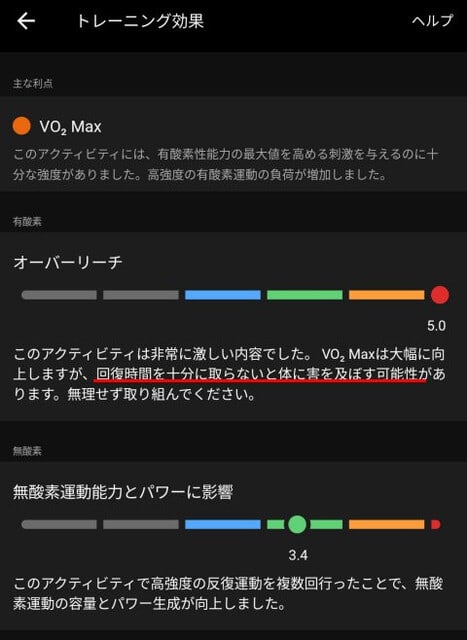 トレーニング効果 ヘルプ
主な利点
VO₂ Max
このアクティビティには、有酸素性能力の最大値を高める刺激を与えるのに十
分な強度がありました。高強度の有酸素運動の負荷が増加しました。
有酸素
オーバーリーチ
5.0
このアクティビティは非常に激しい内容でした。 VO₂ Maxは大幅に向
上しますが、回復時間を十分に取らないと体に害を及ぼす可能性があ
ります。無理せず取り組んでください。
無酸素
無酸素運動能力とパワーに影響
3.4
このアクティビティで高強度の反復運動を複数回行ったことで、無酸
素運動の容量とパワー生成が向上しました。